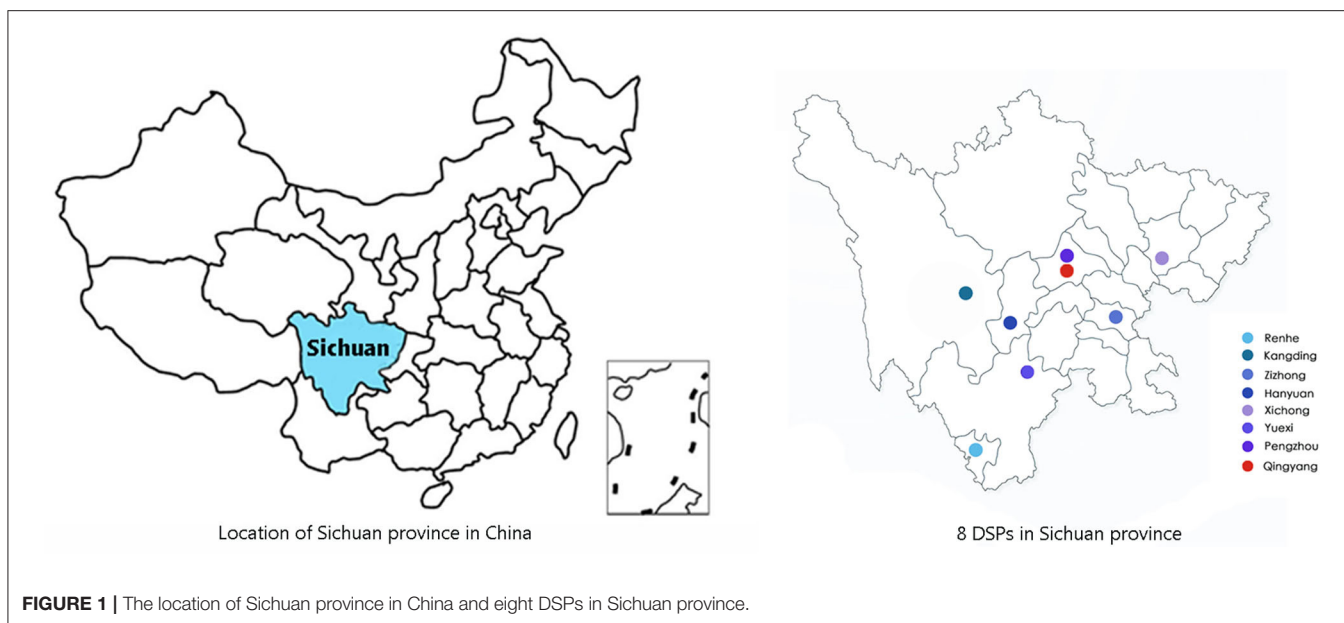 Sichuan
Location of Sichuan province in China
Renhe
Kangding
Zizhong
Hanyuan
Xichong
Yuexi
Pengzhou
Qingyang
8 DSPs in Sichuan province
FIGURE 1 | The location of Sichuan province in China and eight DSPs in Sichuan province.